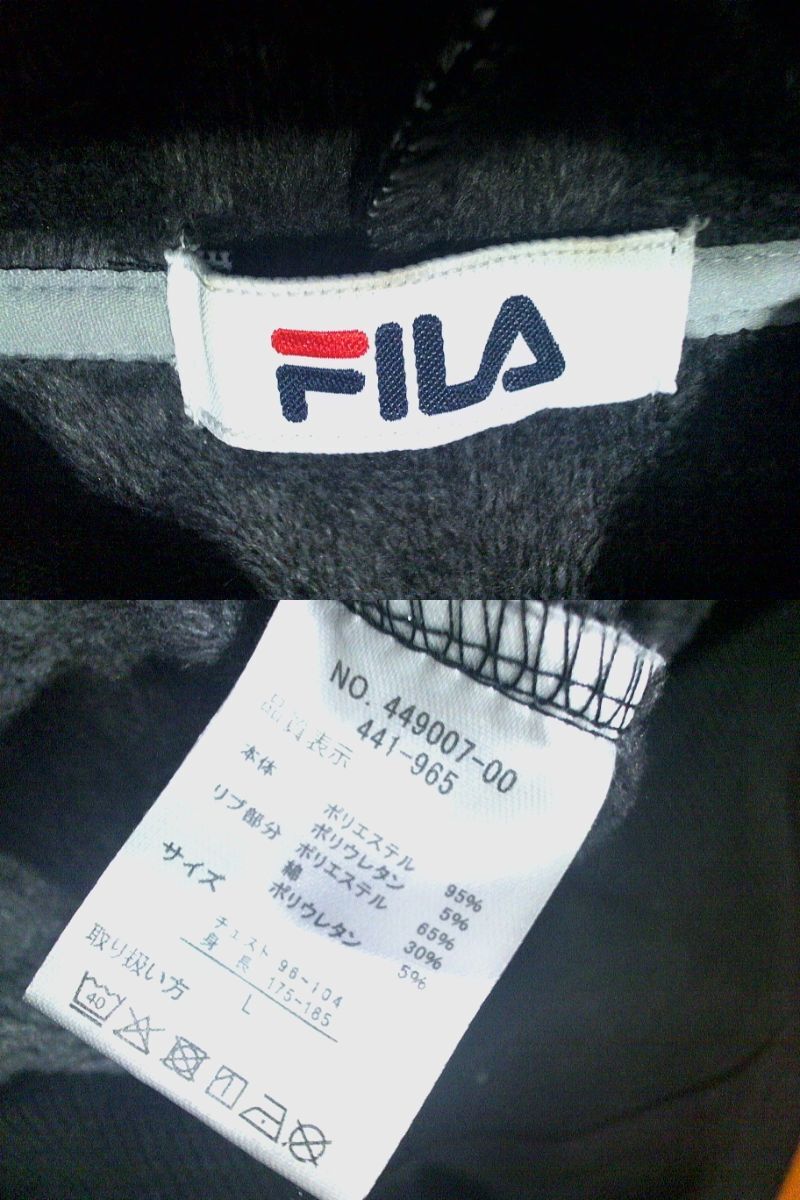 FILA
NO. 449007-00
441-965
品質表示
本体
ポリエステル 95%
ポリウレタン 5%
リブ部分
ポリエステル 65%
綿 30%
ポリウレタン 5%
サイズ
チェスト 96-104
身長 175-185
L
取り扱い方
40